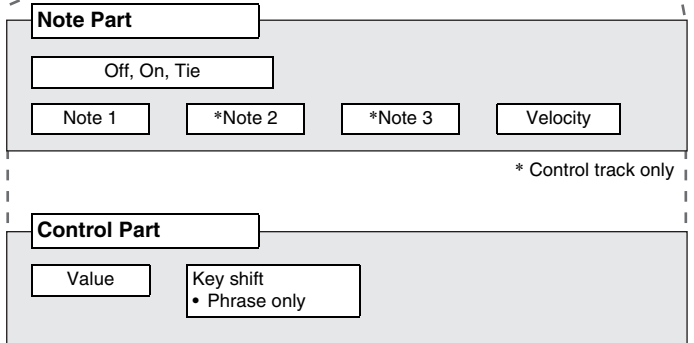 Note Part
Off, On, Tie
Note 1 *Note 2 *Note 3 Velocity
* Control track only
Control Part
Value Key shift
• Phrase only